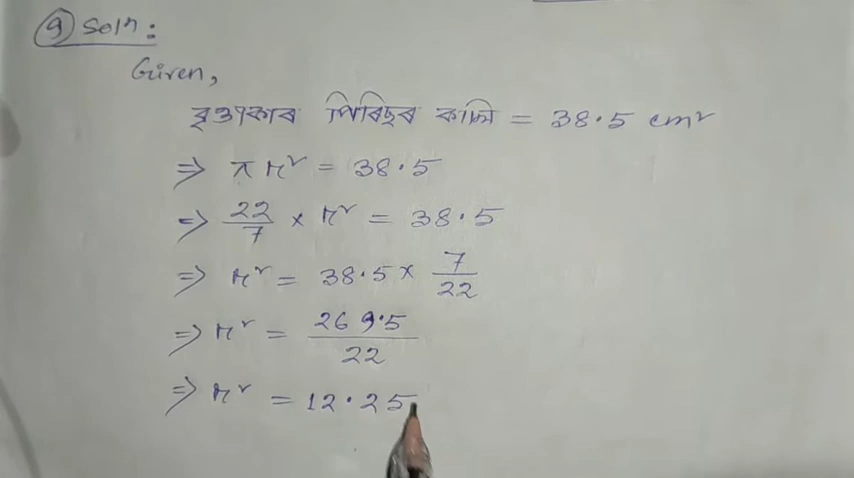 9 Soln:
Given,
বৃত্তাকাৰ পিৰিছৰ কালি = 38.5 cm²
⇒ πr² = 38.5
⇒ 22/7 × r² = 38.5
⇒ r² = 38.5 × 7/22
⇒ r² = 269.5/22
⇒ r² = 12.25